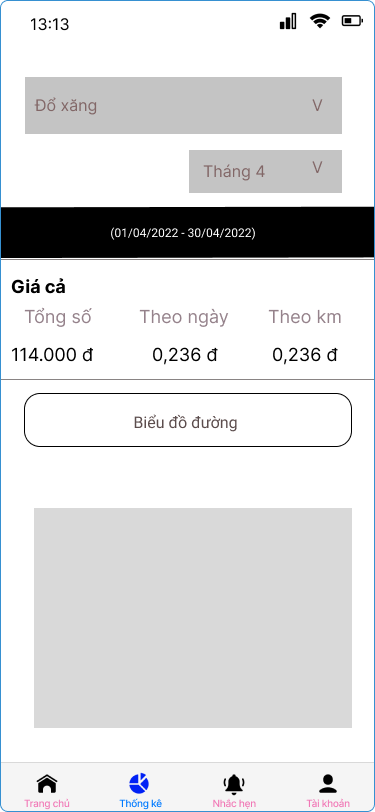 13:13
Đổ xăng V
Tháng 4 V
(01/04/2022 - 30/04/2022)
Giá cả
Tổng số Theo ngày Theo km
114.000 đ 0,236 đ 0,236 đ
Biểu đồ đường
Trang chủ Thống kê Nhắc hẹn Tài khoản